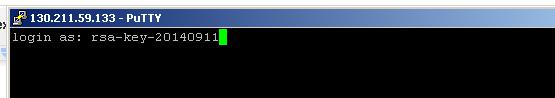 130.211.59.133 - PuTTY
login as: rsa-key-20140911